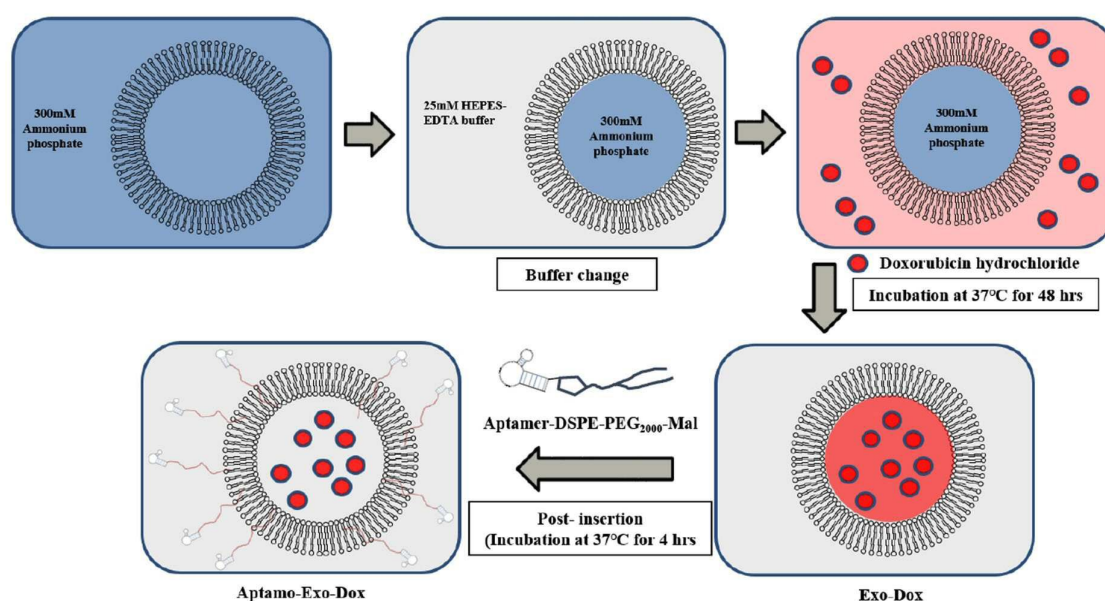 300mM
Ammonium
phosphate
25mM HEPES-
EDTA buffer
300mM
Ammonium
phosphate
300mM
Ammonium
phosphate
Buffer change
Doxorubicin hydrochloride
Incubation at 37°C for 48 hrs
Aptamer-DSPE-PEG₂₀₀₀-Mal
Post- insertion
(Incubation at 37°C for 4 hrs
Aptamo-Exo-Dox
Exo-Dox